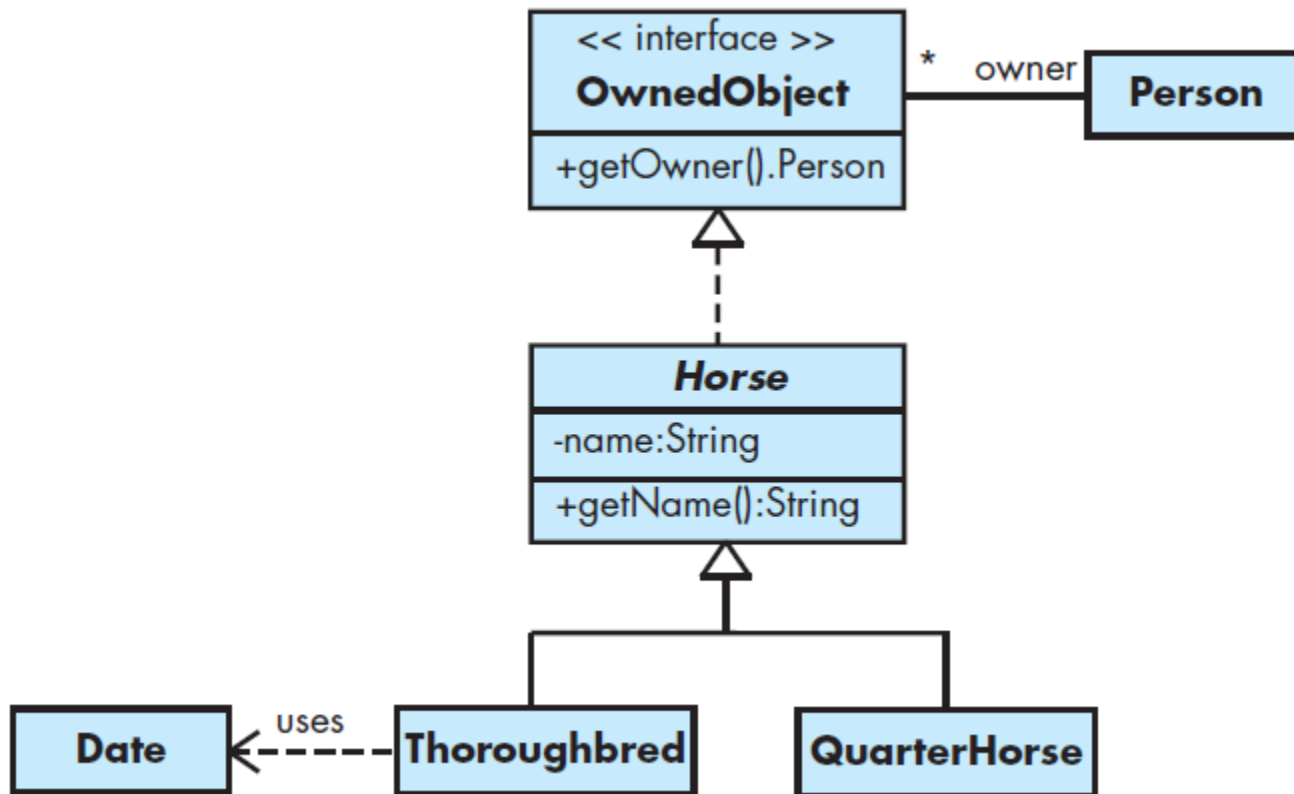 << interface >>
OwnedObject
* owner
Person
+getOwner().Person
Horse
-name:String
+getName():String
Date
uses
Thoroughbred
QuarterHorse